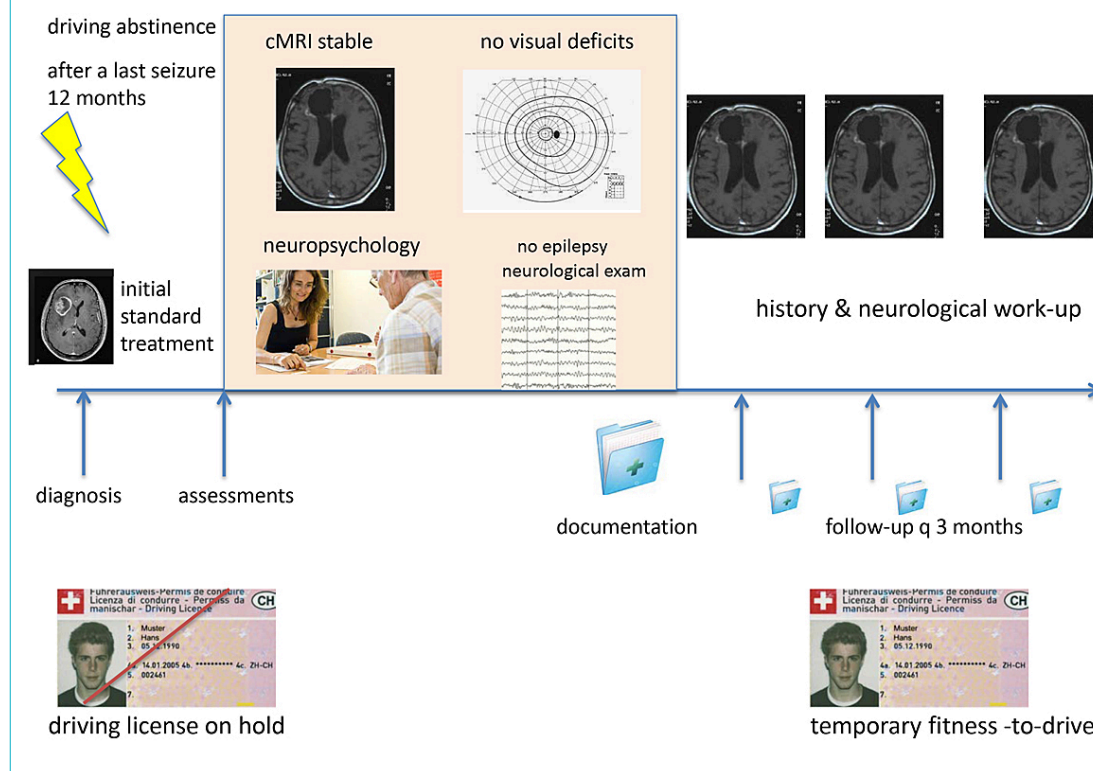 driving abstinence
after a last seizure
12 months
cMRI stable
no visual deficits
neuropsychology
no epilepsy
neurological exam
initial
standard
treatment
history & neurological work-up
diagnosis
assessments
documentation
follow-up q 3 months
Führerausweis-Permis de conduire
Licenza di condurre - Permiss da
manischar - Driving Licence
CH
1. Muster
2. Hans
3. 05.12.1990
4a. 14.01.2005 4b. ********** 4c. ZH-CH
5. 002461
7.
driving license on hold
Führerausweis-Permis de conduire
Licenza di condurre - Permiss da
manischar - Driving Licence
CH
1. Muster
2. Hans
3. 05.12.1990
4a. 14.01.2005 4b. ********** 4c. ZH-CH
5. 002461
7.
temporary fitness -to-drive